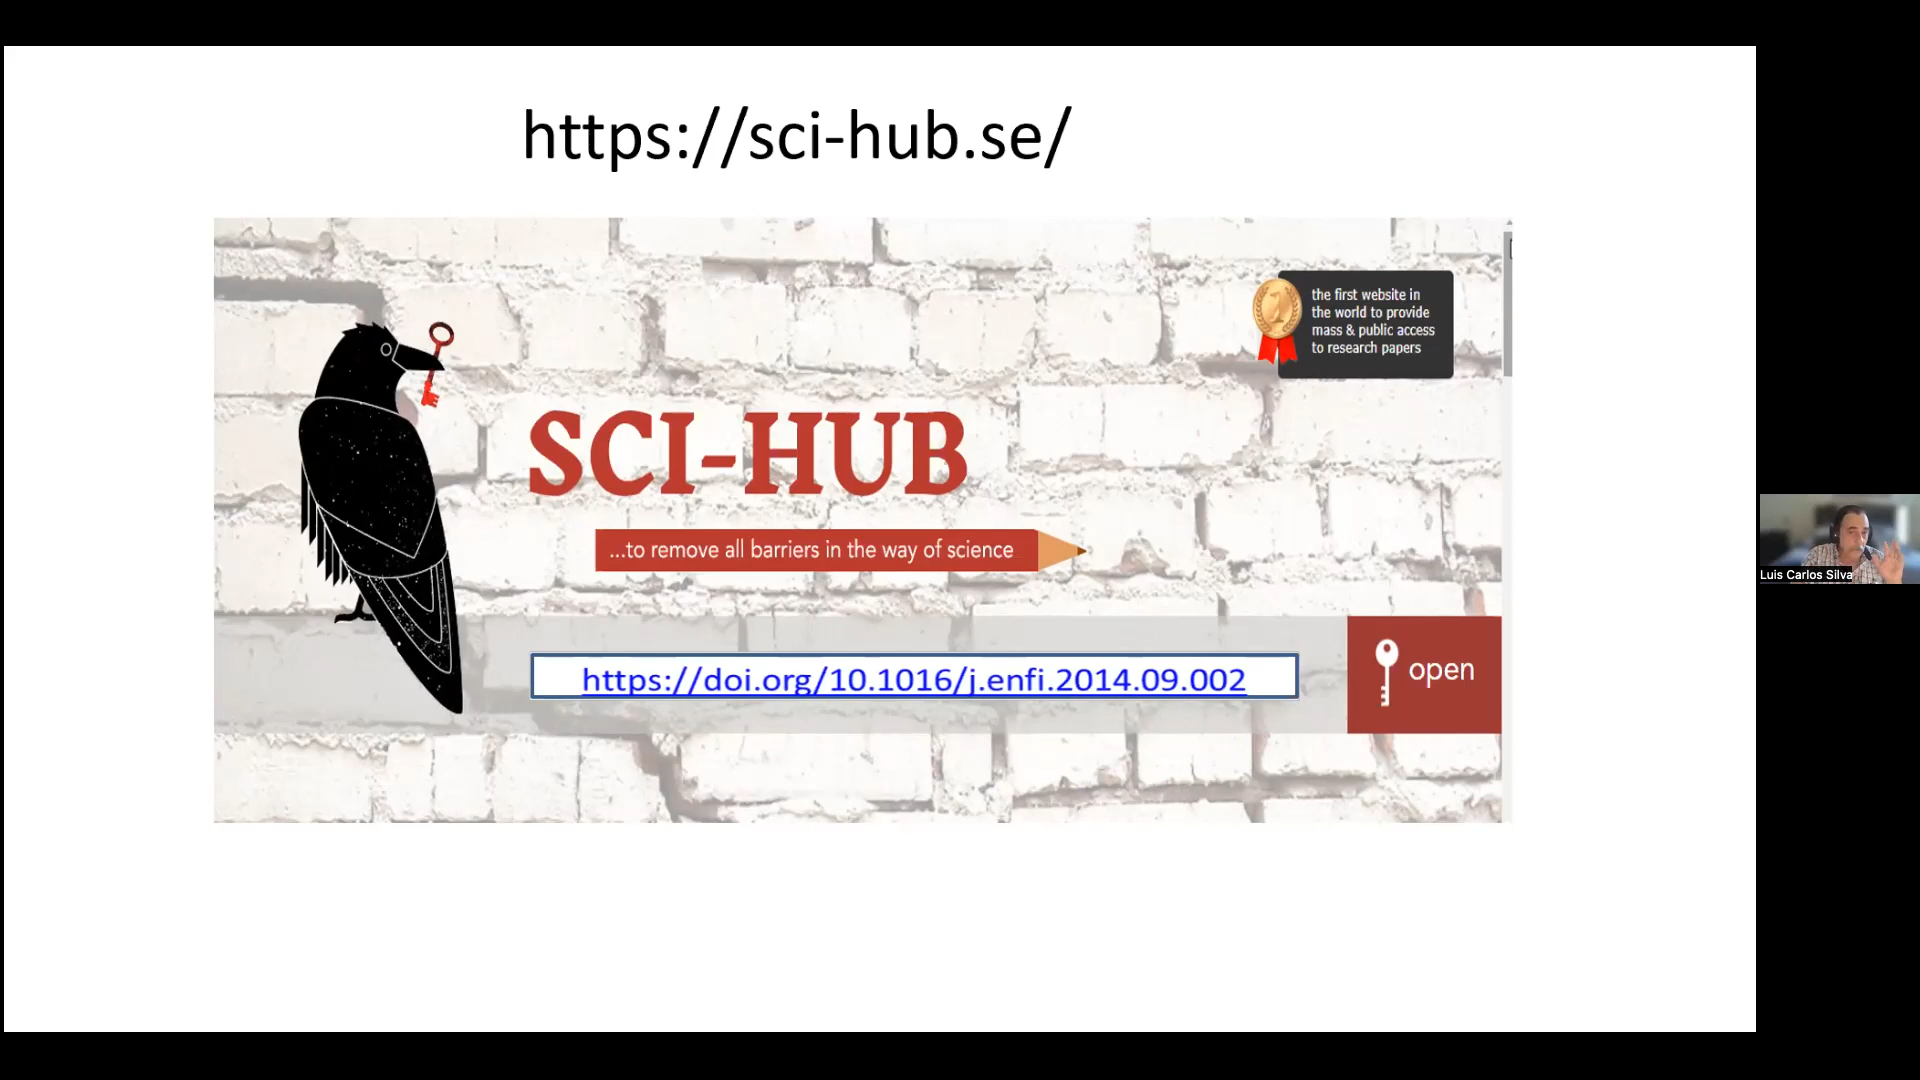 https://sci-hub.se/
the first website in
the world to provide
mass & public access
to research papers
SCI-HUB
...to remove all barriers in the way of science
https://doi.org/10.1016/j.enfi.2014.09.002
open
Luis Carlos Silva